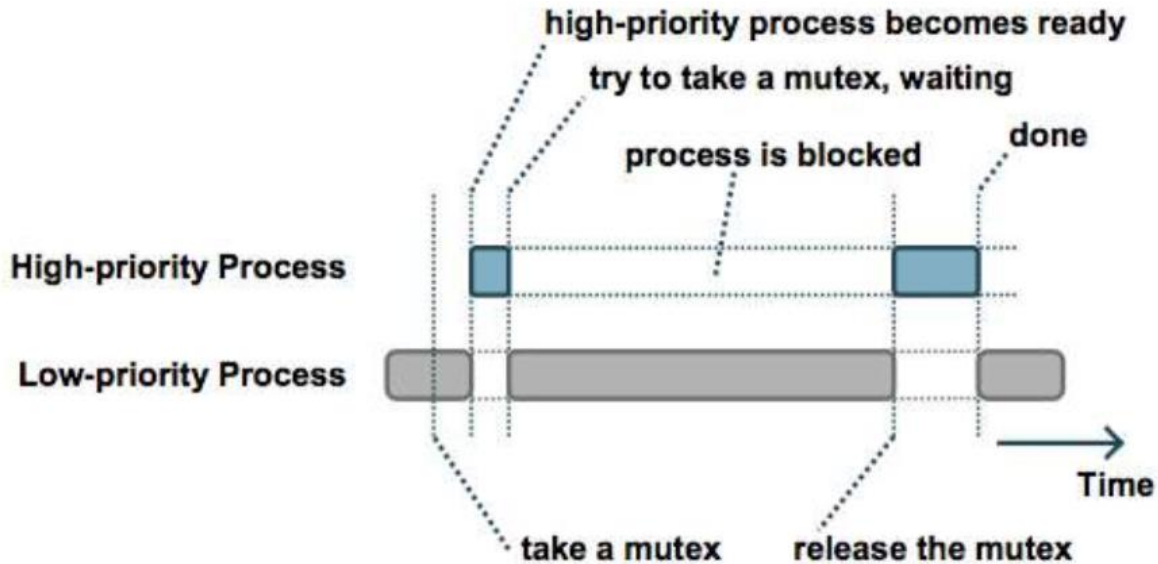 high-priority process becomes ready
try to take a mutex, waiting
done
process is blocked
High-priority Process
Low-priority Process
Time
take a mutex
release the mutex